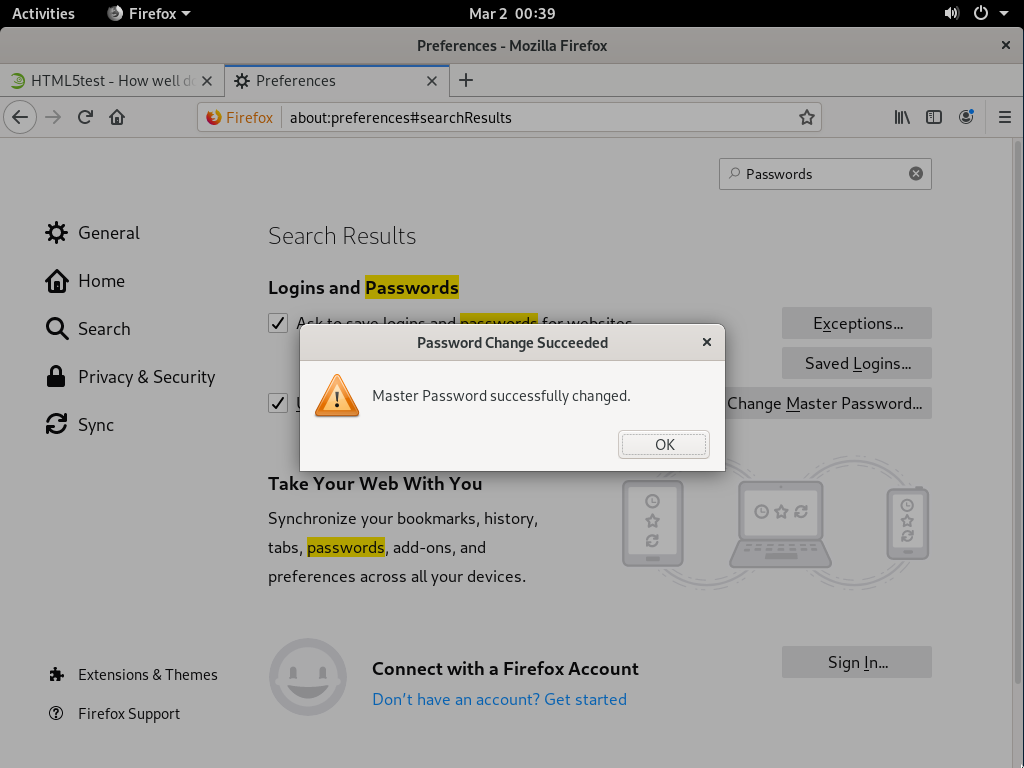 Activities
Firefox
Mar 2 00:39
Preferences - Mozilla Firefox
HTML5test - How well d
Preferences
Firefox
about:preferences#searchResults
Passwords
General
Home
Search
Privacy & Security
Sync
Extensions & Themes
Firefox Support
Search Results
Logins and Passwords
Ask to save logins and passwords for websites
Exceptions...
Saved Logins...
Change Master Password...
Password Change Succeeded
Master Password successfully changed.
OK
Take Your Web With You
Synchronize your bookmarks, history,
tabs, passwords, add-ons, and
preferences across all your devices.
Connect with a Firefox Account
Don’t have an account? Get started
Sign In...